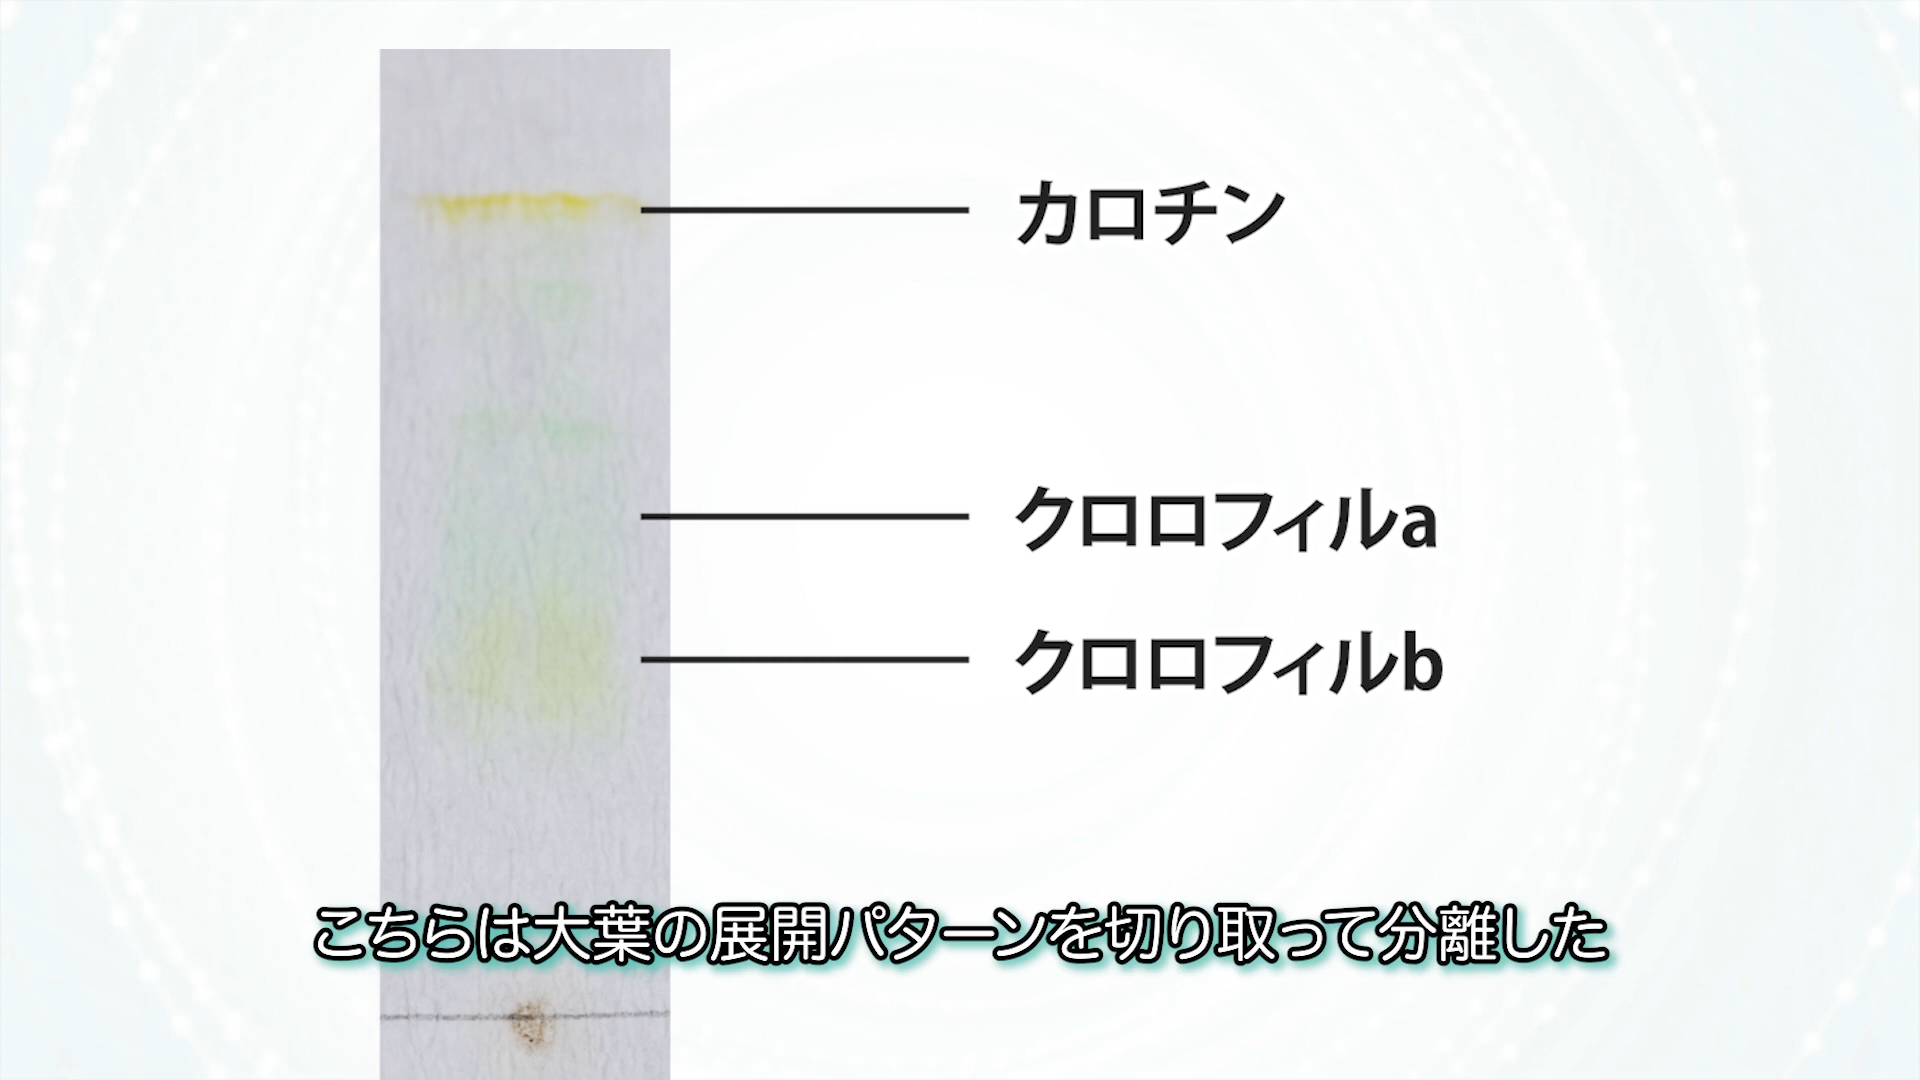 カロチン
クロロフィルa
クロロフィルb
こちらは大葉の展開パターンを切り取って分離した